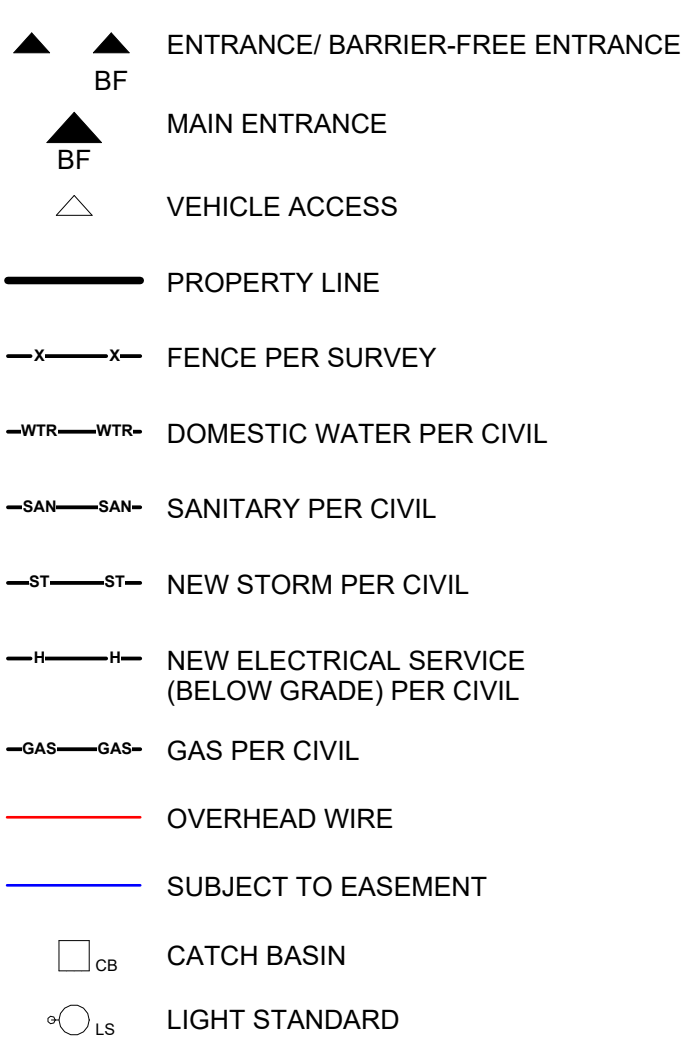 ENTRANCE/ BARRIER-FREE ENTRANCE
BF
MAIN ENTRANCE
BF
VEHICLE ACCESS
PROPERTY LINE
X X FENCE PER SURVEY
WTR WTR DOMESTIC WATER PER CIVIL
SAN SAN SANITARY PER CIVIL
ST ST NEW STORM PER CIVIL
H H NEW ELECTRICAL SERVICE
(BELOW GRADE) PER CIVIL
GAS GAS GAS PER CIVIL
OVERHEAD WIRE
SUBJECT TO EASEMENT
CB CATCH BASIN
LS LIGHT STANDARD